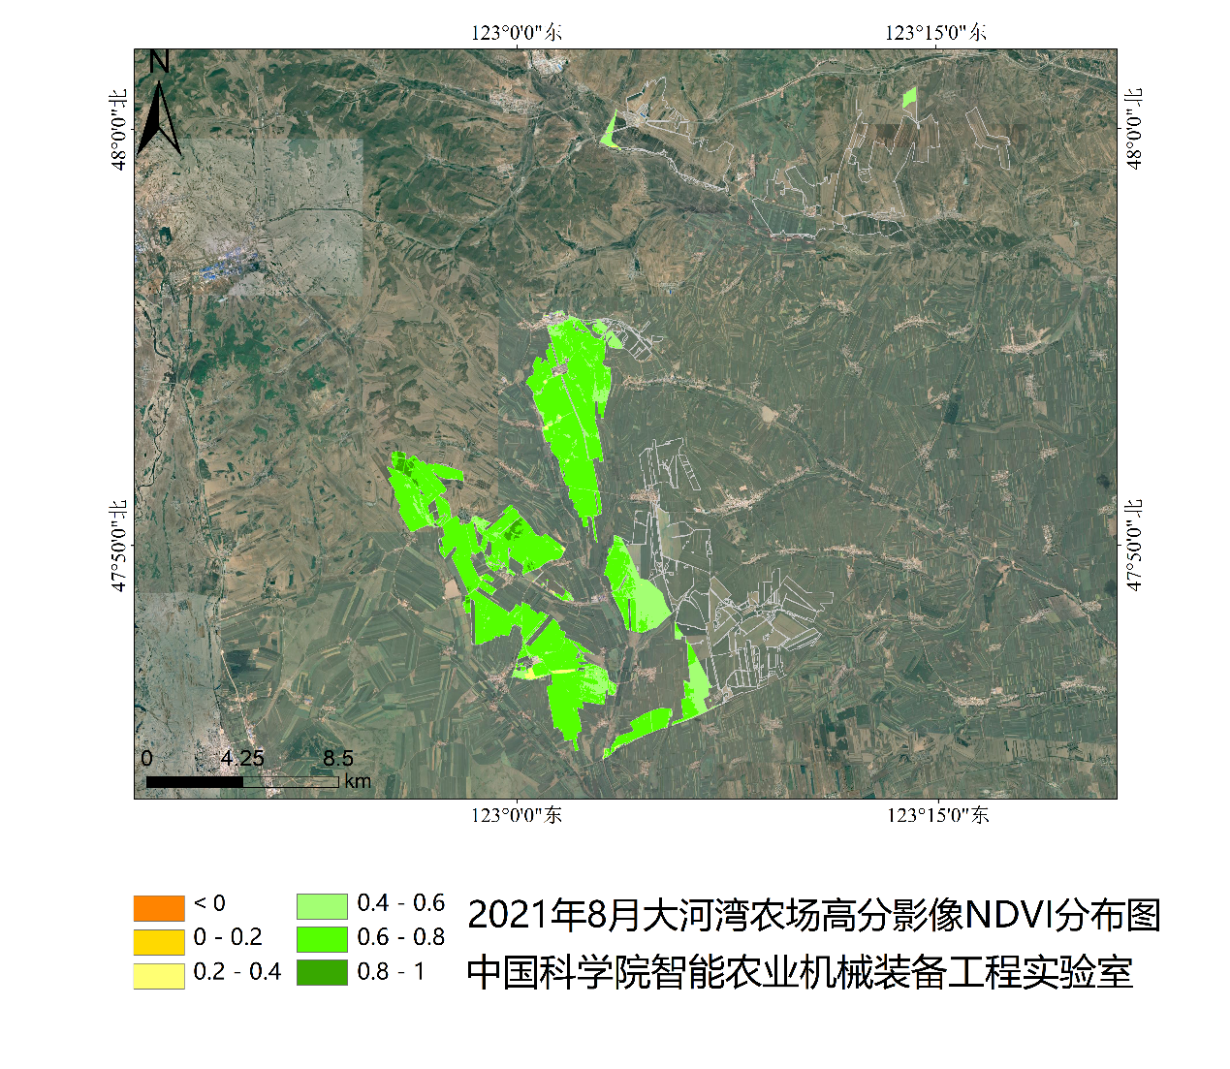 123°0'0"东 123°15'0"东
N
48°0'0"北 48°0'0"北
47°50'0"北 47°50'0"北
0 4.25 8.5
km
123°0'0"东 123°15'0"东
< 0 0.4 - 0.6
0 - 0.2 0.6 - 0.8
0.2 - 0.4 0.8 - 1
2021年8月大河湾农场高分影像NDVI分布图
中国科学院智能农业机械装备工程实验室